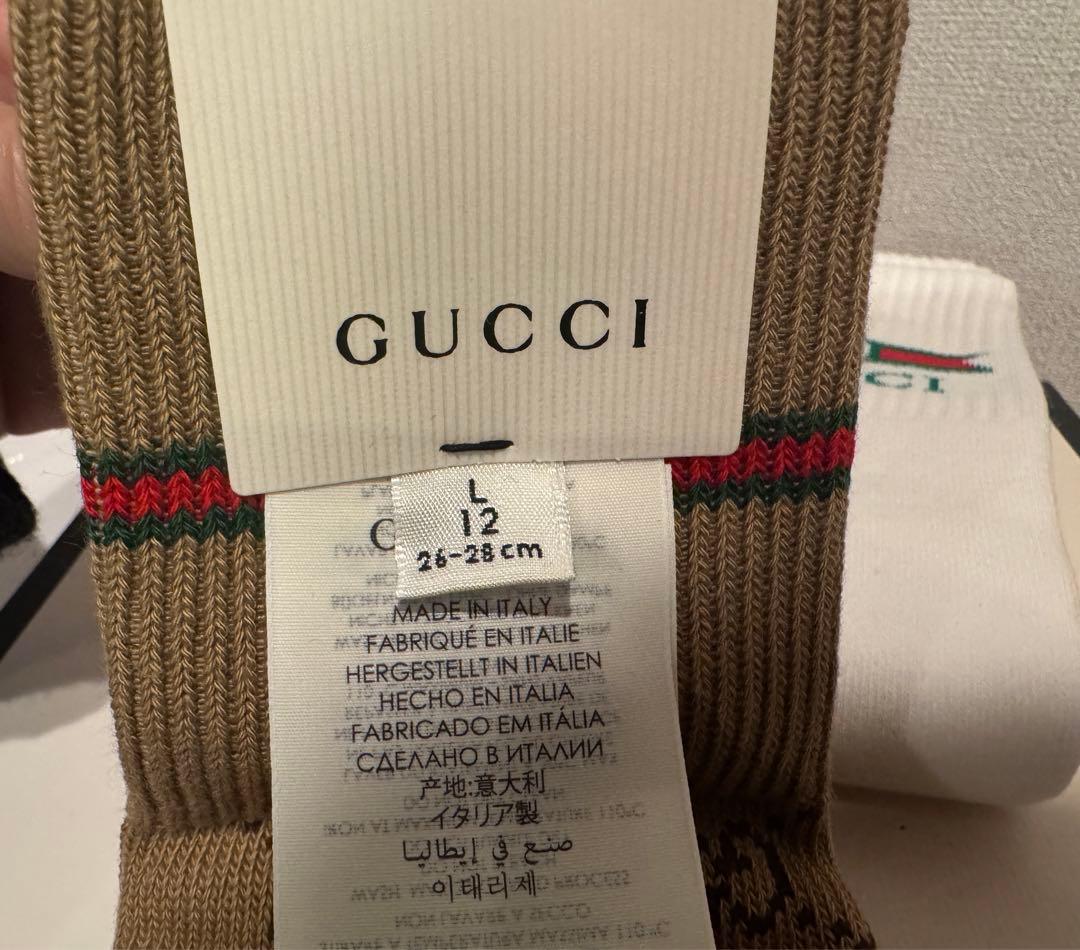 GUCCI
CI
L
12
26-28 cm
MADE IN ITALY
FABRIQUÉ EN ITALIE
HERGESTELLT IN ITALIEN
HECHO EN ITALIA
FABRICADO EM ITÁLIA
СДЕЛАНО В ИТАЛИИ
产地:意大利
イタリア製
صنع في إيطاليا
이태리제